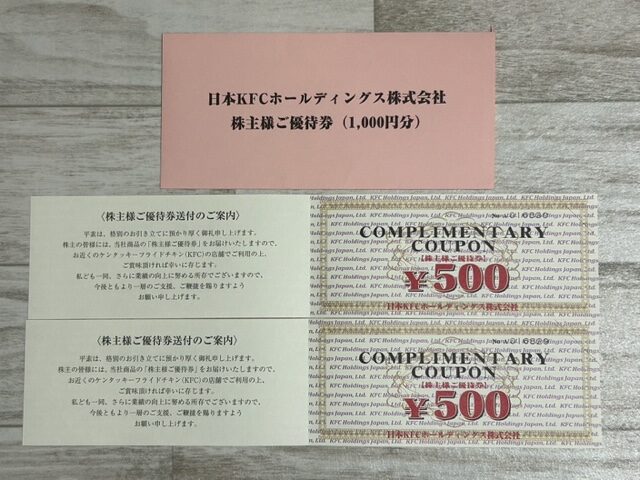 日本KFCホールディングス株式会社
株主様ご優待券（1,000円分）
〈株主様ご優待券送付のご案内〉
平素は、格別のお引き立てに預かり厚く御礼申し上げます。
株主の皆様には、当社商品の「株主様ご優待券」をお届けいたしますので、
お近くのケンタッキーフライドチキン(KFC)の店舗でご利用の上、
ご賞味頂ければ幸いに存じます。
私ども一同、さらに業績の向上に努める所存でございますので、
今後ともより一層のご支援、ご鞭撻を賜りますよう
お願い申し上げます。
KFC Holdings Japan, Ltd.
COMPLIMENTARY
COUPON
【株主様ご優待券】
¥500
〈株主様ご優待券送付のご案内〉
平素は、格別のお引き立てに預かり厚く御礼申し上げます。
株主の皆様には、当社商品の「株主様ご優待券」をお届けいたしますので、
お近くのケンタッキーフライドチキン(KFC)の店舗でご利用の上、
ご賞味頂ければ幸いに存じます。
私ども一同、さらに業績の向上に努める所存でございますので、
今後ともより一層のご支援、ご鞭撻を賜りますよう
お願い申し上げます。
KFC Holdings Japan, Ltd.
COMPLIMENTARY
COUPON
【株主様ご優待券】
¥500
日本KFCホールディングス株式会社